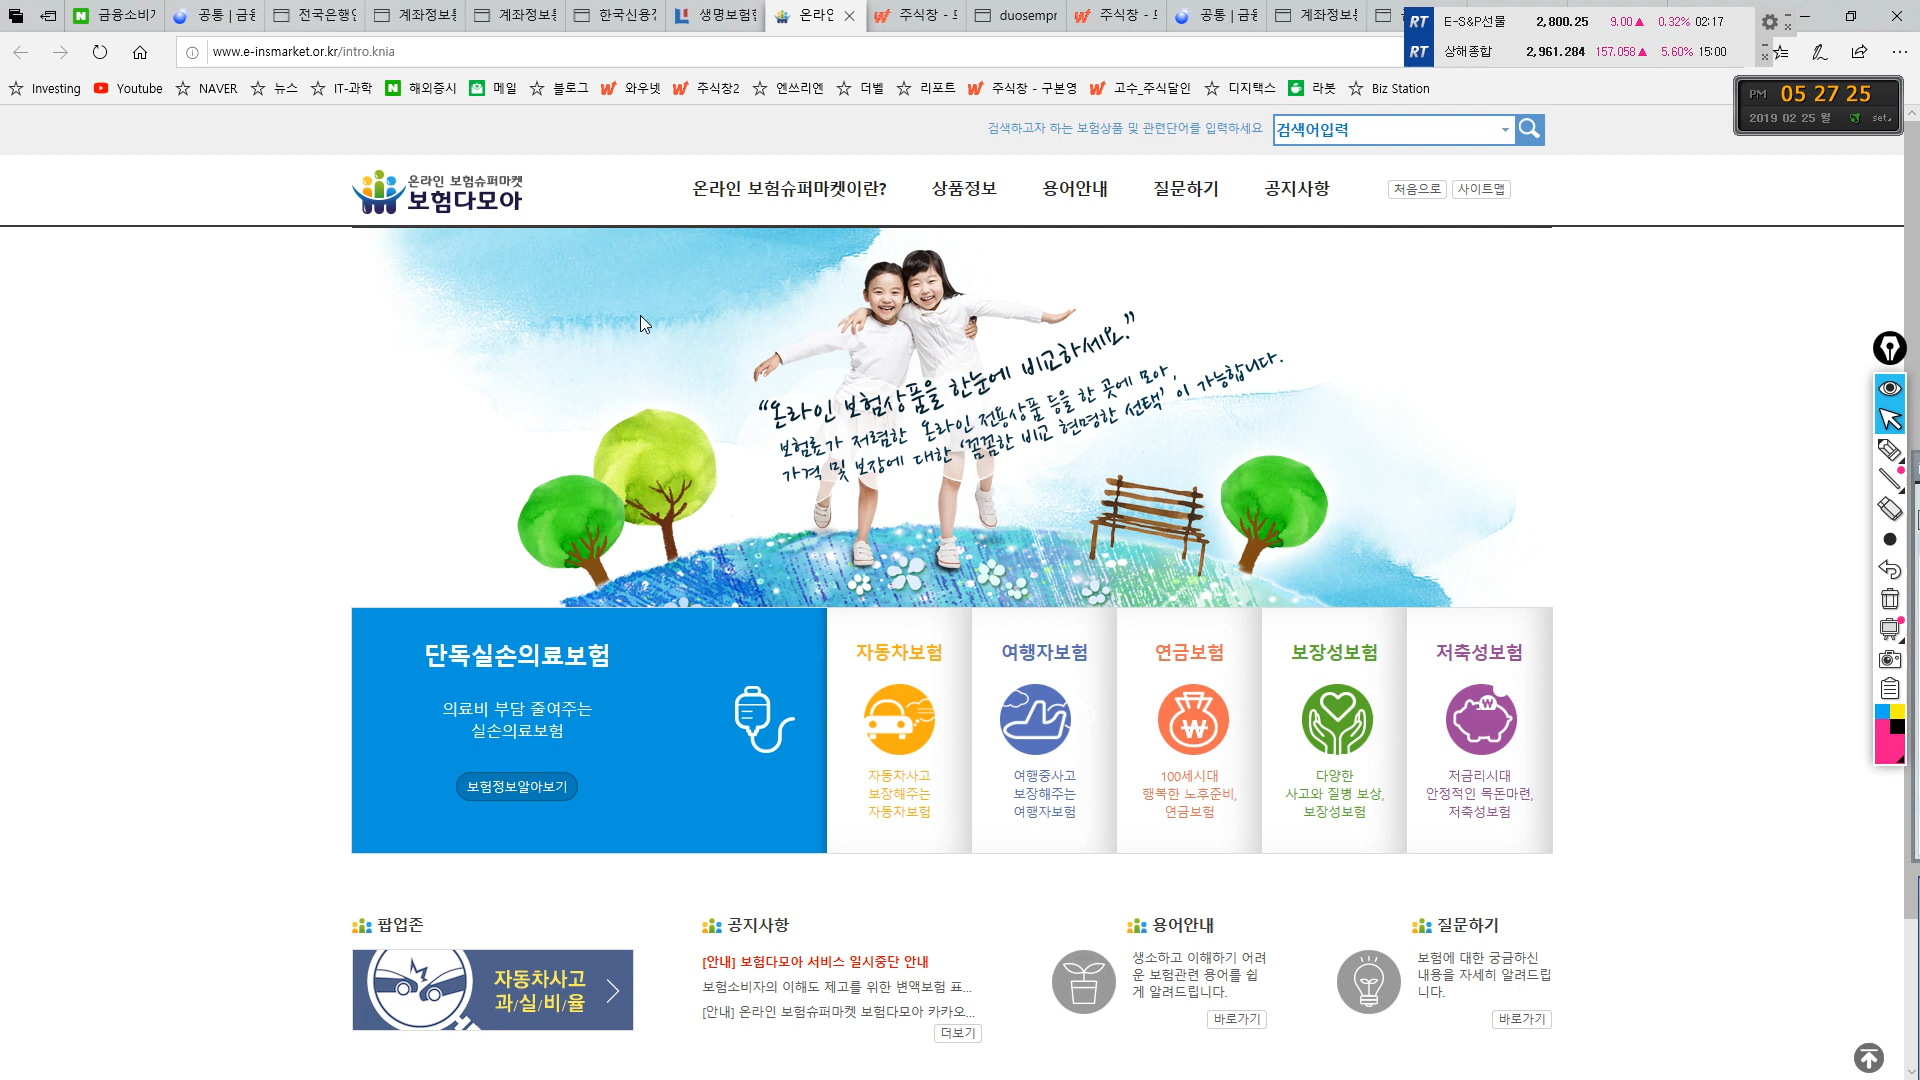 금융소비
공통 | 금융
전국은행연
계좌정보통
계좌정보통
한국신용
생명보험
온라인
주식창 - 모
duosempr
주식창 - 모
공통 | 금융
계좌정보통
RT E-S&P선물 2,800.25 9.00▲ 0.32% 02:17
RT 상해종합 2,961.284 157.058▲ 5.60% 15:00
www.e-insmarket.or.kr/intro.knia
Investing Youtube NAVER 뉴스 IT-과학 해외증시 메일 블로그 와우넷 주식창2 엔쓰리엔 더벨 리포트 주식창 - 구본영 고수_주식달인 디지택스 라붓 Biz Station
PM 05 27 25
2019 02 25 월 set
검색하고자 하는 보험상품 및 관련단어를 입력하세요 검색어입력
온라인 보험슈퍼마켓
보험다모아
온라인 보험슈퍼마켓이란? 상품정보 용어안내 질문하기 공지사항 처음으로 사이트맵
“온라인 보험상품을 한눈에 비교하세요.”
보험료가 저렴한 온라인 전용상품 등을 한 곳에 모아,
가격 및 보장에 대한 '꼼꼼한 비교 현명한 선택'이 가능합니다.
단독실손의료보험
의료비 부담 줄여주는
실손의료보험
보험정보알아보기
자동차보험
자동차사고
보장해주는
자동차보험
여행자보험
여행중사고
보장해주는
여행자보험
연금보험
100세시대
행복한 노후준비,
연금보험
보장성보험
다양한
사고와 질병 보상,
보장성보험
저축성보험
저금리시대
안정적인 목돈마련,
저축성보험
팝업존
자동차사고
과/실/비/율
공지사항
[안내] 보험다모아 서비스 일시중단 안내
보험소비자의 이해도 제고를 위한 변액보험 표...
[안내] 온라인 보험슈퍼마켓 보험다모아 카카오...
더보기
용어안내
생소하고 이해하기 어려
운 보험관련 용어를 쉽
게 알려드립니다.
바로가기
질문하기
보험에 대한 궁금하신
내용을 자세히 알려드립
니다.
바로가기